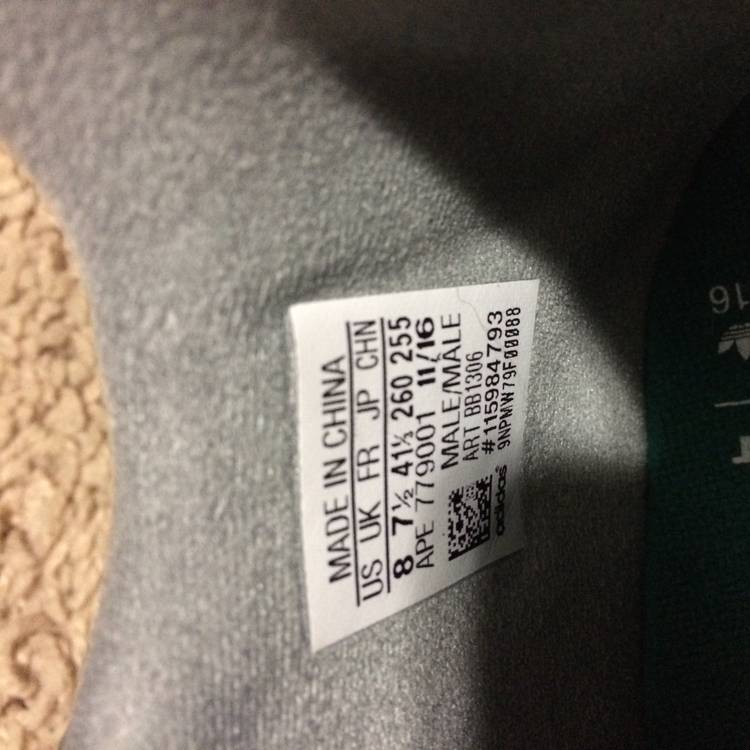 MADE IN CHINA
US UK FR JP CHN
8 7½ 41⅓ 260 255
APE 779001 11/16
MALE/MÂLE
ART BB1306
#115984793
adidas
9NPMW79F00088
16